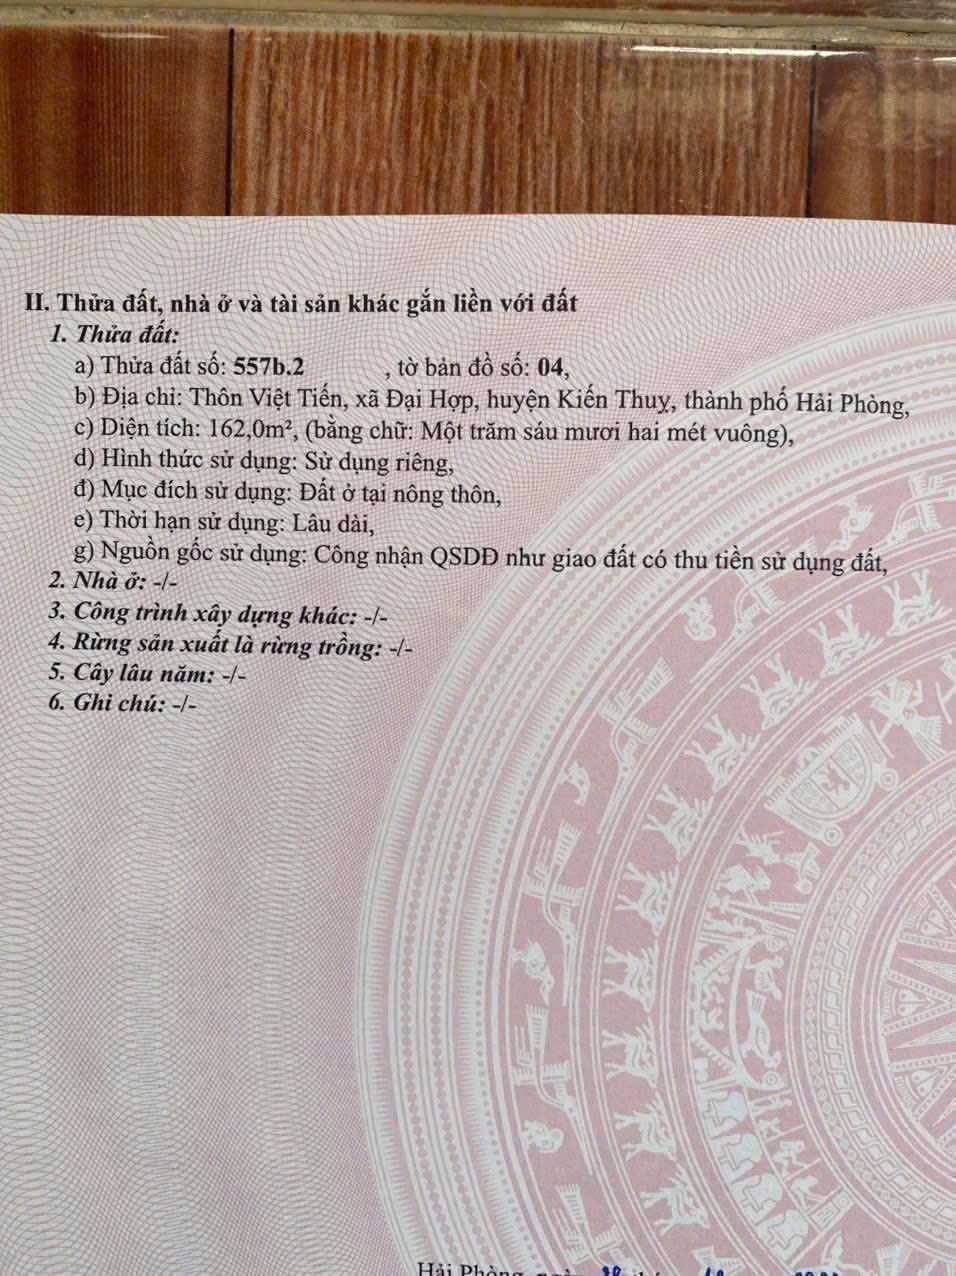 II. Thửa đất, nhà ở và tài sản khác gắn liền với đất
1. Thửa đất:
a) Thửa đất số: 557b.2 , tờ bản đồ số: 04,
b) Địa chỉ: Thôn Việt Tiến, xã Đại Hợp, huyện Kiến Thuỵ, thành phố Hải Phòng,
c) Diện tích: 162,0m², (bằng chữ: Một trăm sáu mươi hai mét vuông),
d) Hình thức sử dụng: Sử dụng riêng,
đ) Mục đích sử dụng: Đất ở tại nông thôn,
e) Thời hạn sử dụng: Lâu dài,
g) Nguồn gốc sử dụng: Công nhận QSDĐ như giao đất có thu tiền sử dụng đất,
2. Nhà ở: -/-
3. Công trình xây dựng khác: -/-
4. Rừng sản xuất là rừng trồng: -/-
5. Cây lâu năm: -/-
6. Ghi chú: -/-
Hải Phòng